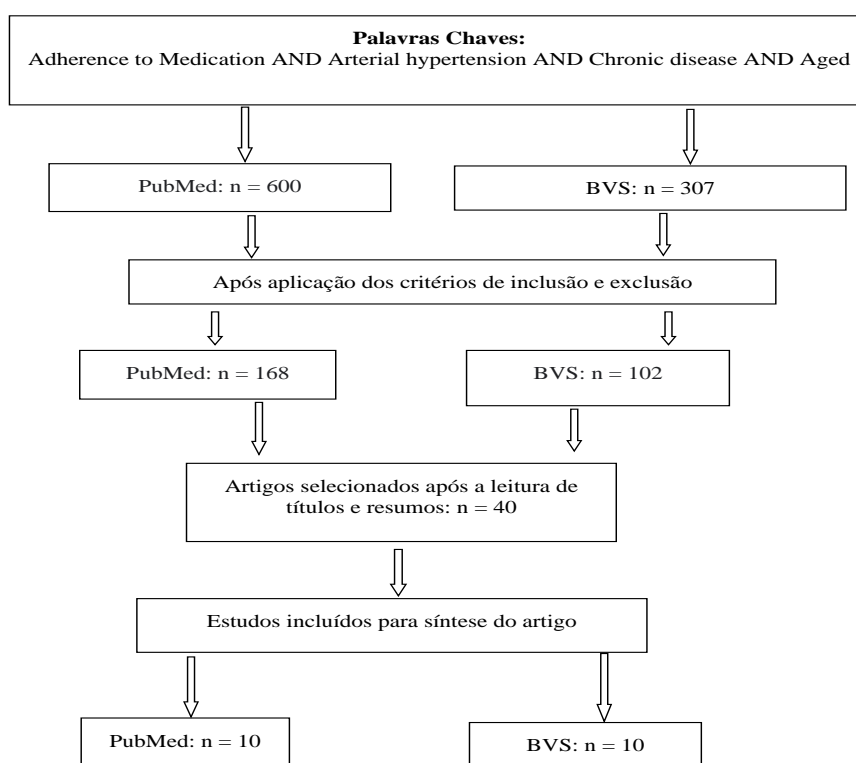 Palavras Chaves:
Adherence to Medication AND Arterial hypertension AND Chronic disease AND Aged
PubMed: n = 600
BVS: n = 307
Após aplicação dos critérios de inclusão e exclusão
PubMed: n = 168
BVS: n = 102
Artigos selecionados após a leitura de
títulos e resumos: n = 40
Estudos incluídos para síntese do artigo
PubMed: n = 10
BVS: n = 10